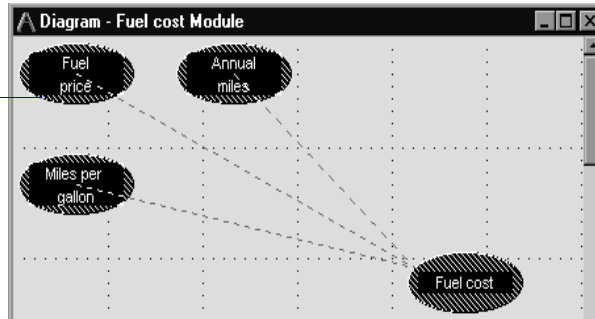 Diagram - Fuel cost Module
Fuel
price
Annual
miles
Miles per
gallon
Fuel cost